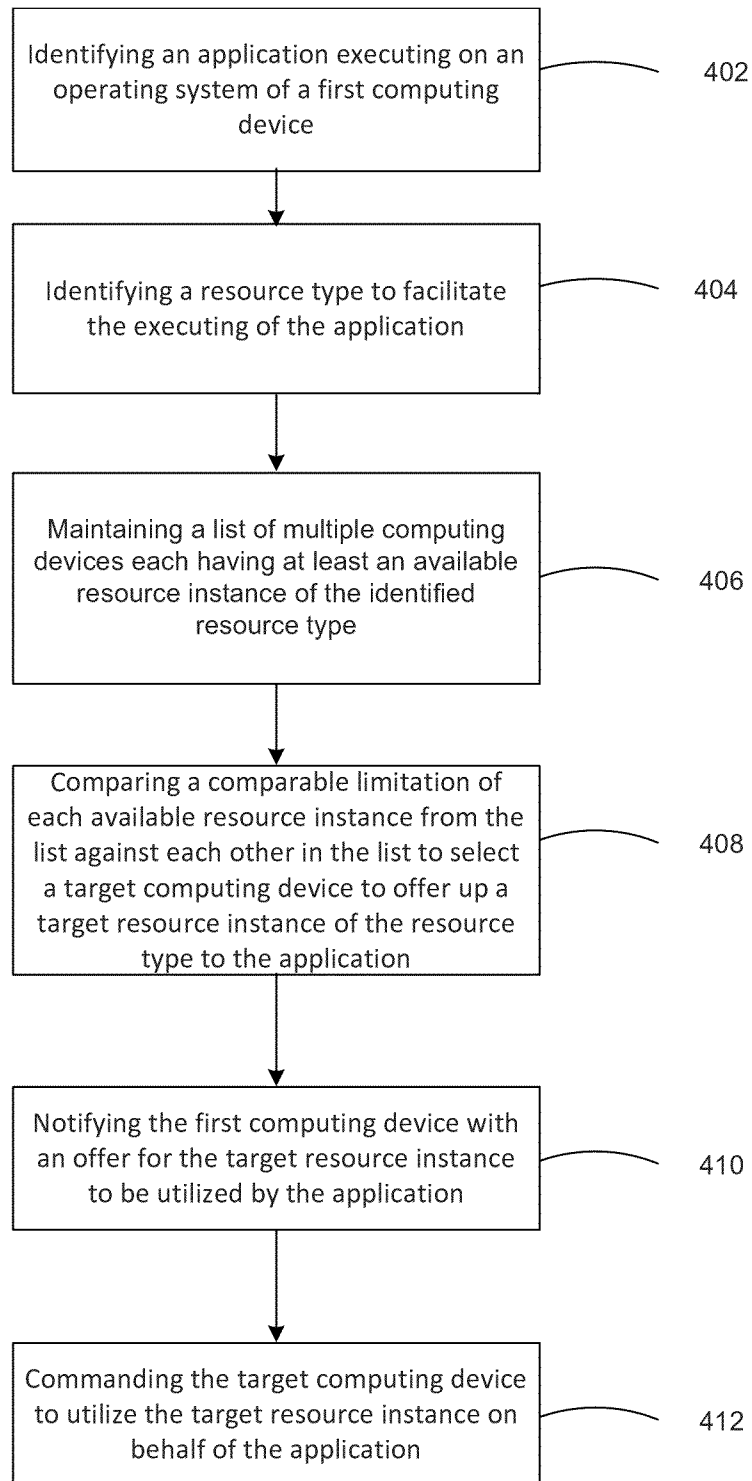 Identifying an application executing on an
operating system of a first computing
device
402
Identifying a resource type to facilitate
the executing of the application
404
Maintaining a list of multiple computing
devices each having at least an available
resource instance of the identified
resource type
406
Comparing a comparable limitation of
each available resource instance from the
list against each other in the list to select
a target computing device to offer up a
target resource instance of the resource
type to the application
408
Notifying the first computing device with
an offer for the target resource instance
to be utilized by the application
410
Commanding the target computing device
to utilize the target resource instance on
behalf of the application
412